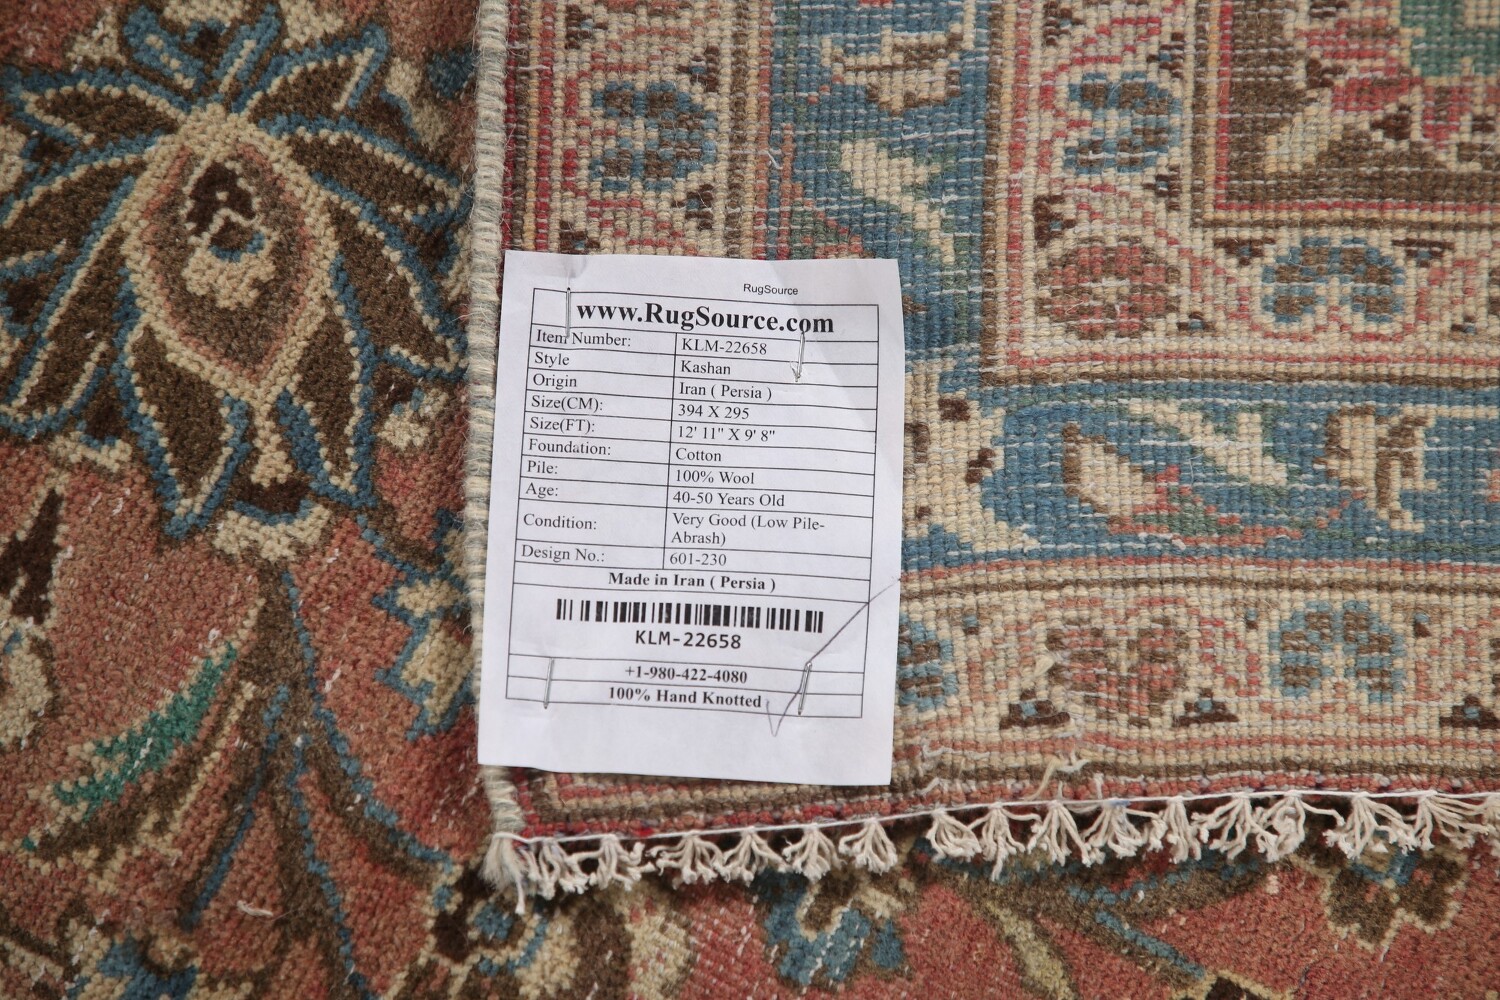 RugSource
www.RugSource.com
Item Number: KLM-22658
Style Kashan
Origin Iran ( Persia )
Size(CM): 394 X 295
Size(FT): 12' 11" X 9' 8"
Foundation: Cotton
Pile: 100% Wool
Age: 40-50 Years Old
Condition: Very Good (Low Pile-
Abrash)
Design No.: 601-230
Made in Iran ( Persia )
KLM-22658
+1-980-422-4080
100% Hand Knotted